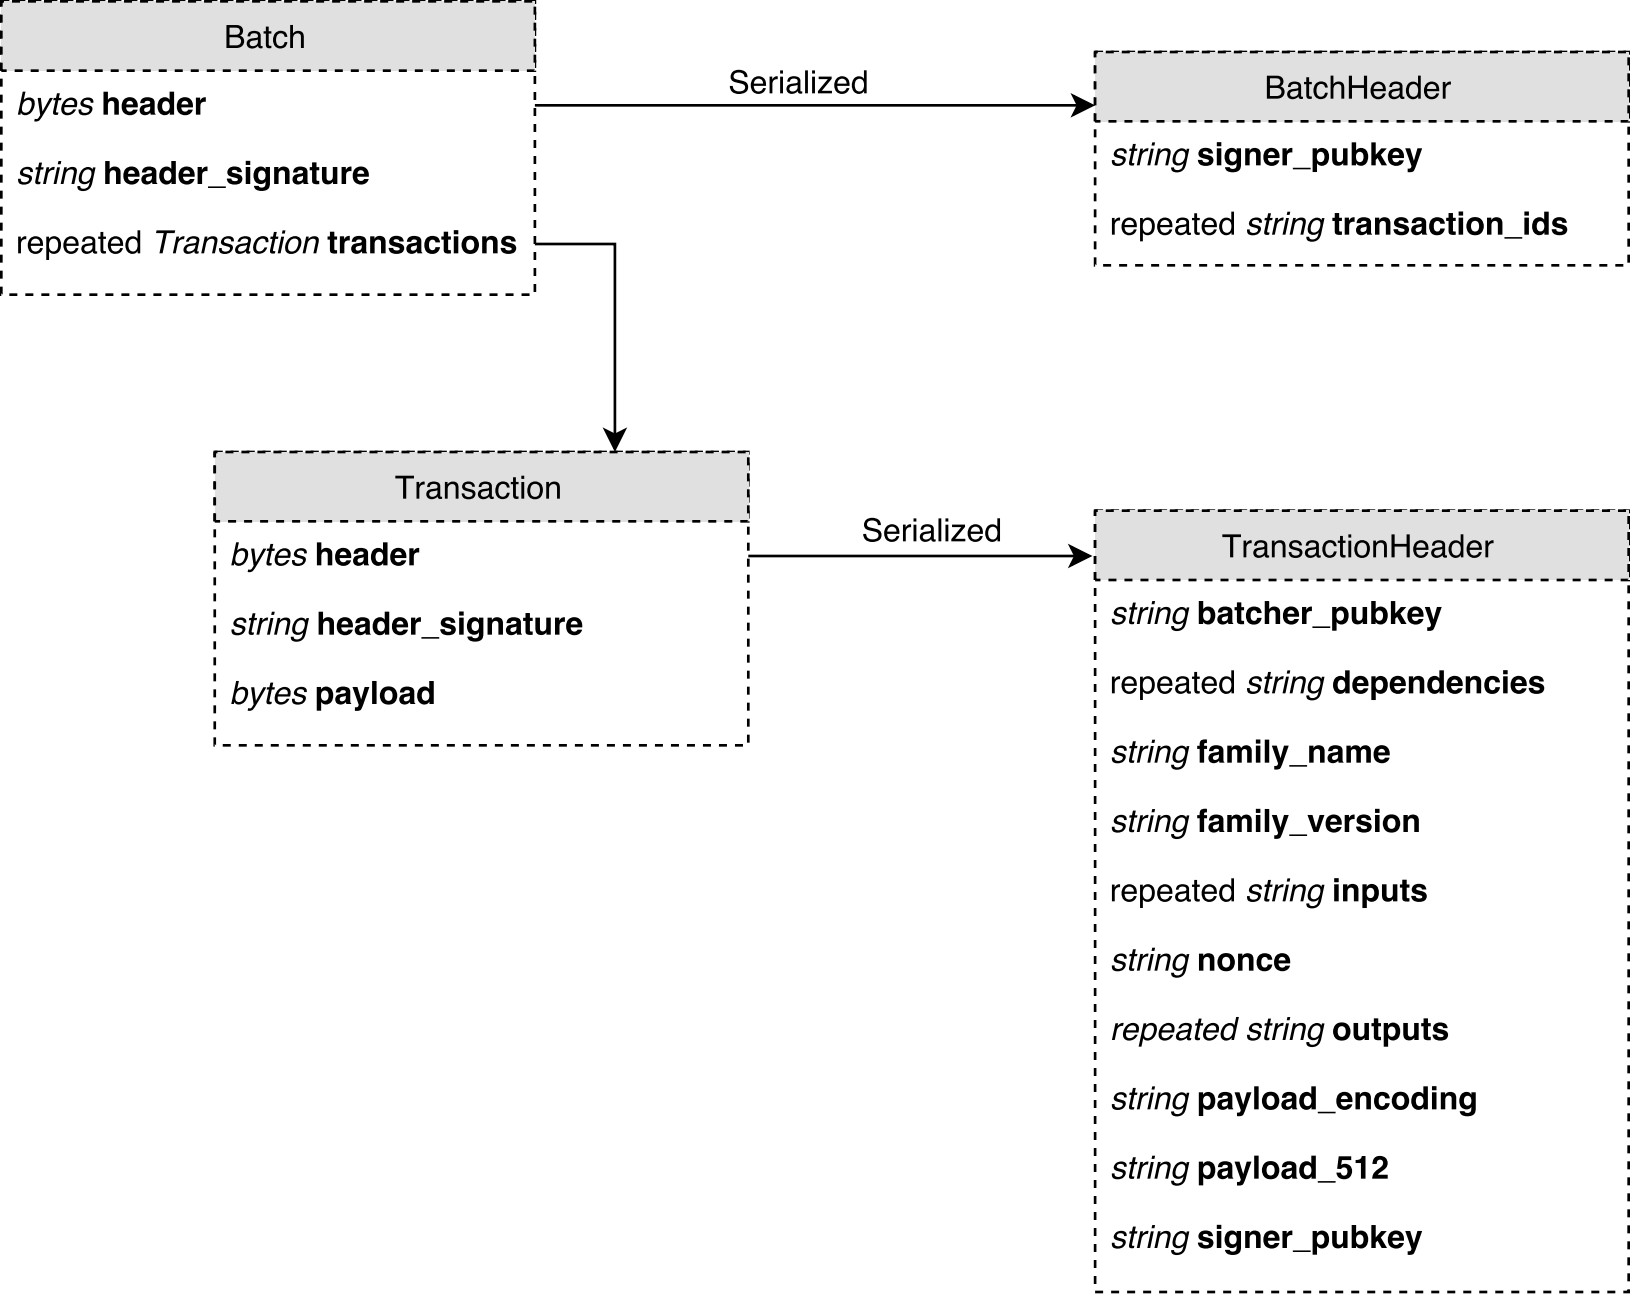 Batch
bytes header
string header_signature
repeated Transaction transactions
Serialized
BatchHeader
string signer_pubkey
repeated string transaction_ids
Transaction
bytes header
string header_signature
bytes payload
Serialized
TransactionHeader
string batcher_pubkey
repeated string dependencies
string family_name
string family_version
repeated string inputs
string nonce
repeated string outputs
string payload_encoding
string payload_512
string signer_pubkey